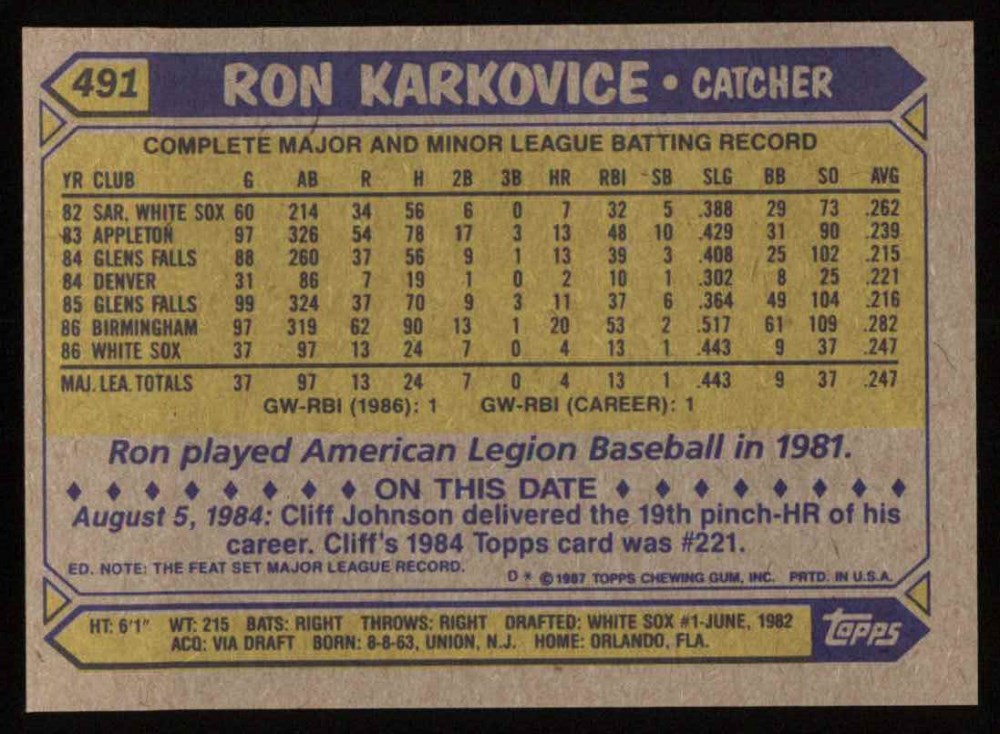 491 RON KARKOVICE • CATCHER
COMPLETE MAJOR AND MINOR LEAGUE BATTING RECORD
YR CLUB G AB R H 2B 3B HR RBI SB SLG BB SO AVG
82 SAR. WHITE SOX 60 214 34 56 6 0 7 32 5 .388 29 73 .262
83 APPLETON 97 326 54 78 17 3 13 48 10 .429 31 90 .239
84 GLENS FALLS 88 260 37 56 9 1 13 39 3 .408 25 102 .215
84 DENVER 31 86 7 19 1 0 2 10 1 .302 8 25 .221
85 GLENS FALLS 99 324 37 70 9 3 11 37 6 .364 49 104 .216
86 BIRMINGHAM 97 319 62 90 13 1 20 53 2 .517 61 109 .282
86 WHITE SOX 37 97 13 24 7 0 4 13 1 .443 9 37 .247
MAJ. LEA. TOTALS 37 97 13 24 7 0 4 13 1 .443 9 37 .247
GW-RBI (1986): 1 GW-RBI (CAREER): 1
Ron played American Legion Baseball in 1981.
♦ ♦ ♦ ♦ ♦ ♦ ♦ ♦ ON THIS DATE ♦ ♦ ♦ ♦ ♦ ♦ ♦ ♦
August 5, 1984: Cliff Johnson delivered the 19th pinch-HR of his
career. Cliff's 1984 Topps card was #221.
ED. NOTE: THE FEAT SET MAJOR LEAGUE RECORD.
D* © 1987 TOPPS CHEWING GUM, INC. PRTD. IN U.S.A.
HT: 6'1" WT: 215 BATS: RIGHT THROWS: RIGHT DRAFTED: WHITE SOX #1-JUNE, 1982
ACQ: VIA DRAFT BORN: 8-8-63, UNION, N.J. HOME: ORLANDO, FLA.
Topps